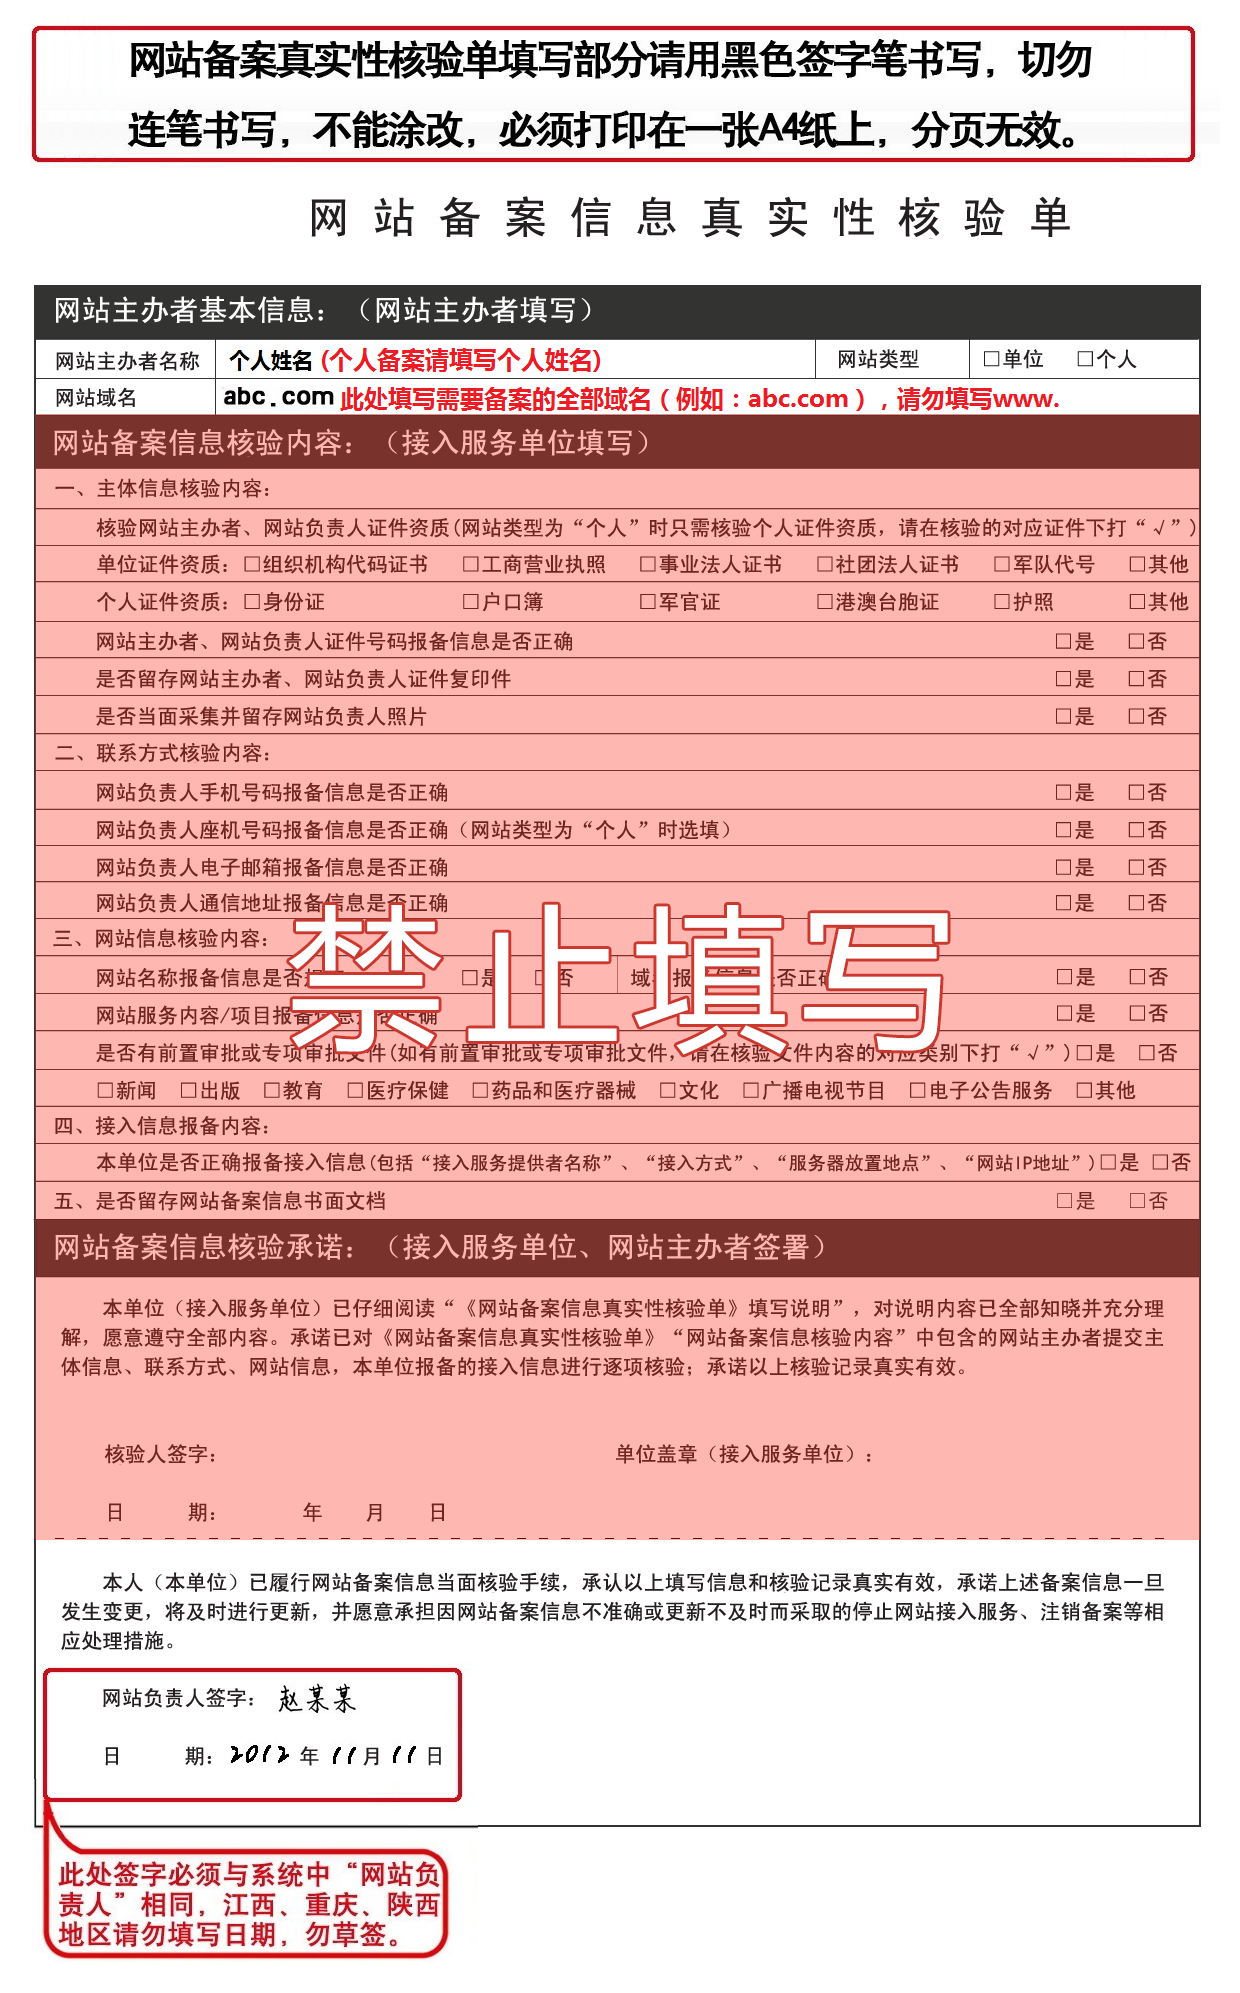 网站备案真实性核验单填写部分请用黑色签字笔书写，切勿
连笔书写，不能涂改，必须打印在一张A4纸上，分页无效。
网站备案信息真实性核验单
网站主办者基本信息：（网站主办者填写）
网站主办者名称 个人姓名 (个人备案请填写个人姓名) 网站类型 □单位 □个人
网站域名 abc.com 此处填写需要备案的全部域名（例如：abc.com），请勿填写www.
网站备案信息核验内容：（接入服务单位填写）
一、主体信息核验内容：
核验网站主办者、网站负责人证件资质(网站类型为“个人”时只需核验个人证件资质，请在核验的对应证件下打“√”)
单位证件资质：□组织机构代码证书 □工商营业执照 □事业法人证书 □社团法人证书 □军队代号 □其他
个人证件资质：□身份证 □户口簿 □军官证 □港澳台胞证 □护照 □其他
网站主办者、网站负责人证件号码报备信息是否正确 □是 □否
是否留存网站主办者、网站负责人证件复印件 □是 □否
是否当面采集并留存网站负责人照片 □是 □否
二、联系方式核验内容：
网站负责人手机号码报备信息是否正确 □是 □否
网站负责人座机号码报备信息是否正确（网站类型为“个人”时选填） □是 □否
网站负责人电子邮箱报备信息是否正确 □是 □否
网站负责人通信地址报备信息是否正确 □是 □否
禁止填写
三、网站信息核验内容：
网站名称报备信息是否 □是 □否 域名报备信息是否正确 □是 □否
网站服务内容/项目报备信息是否正确 □是 □否
是否有前置审批或专项审批文件(如有前置审批或专项审批文件，请在核验文件内容的对应类别下打“√”)□是 □否
□新闻 □出版 □教育 □医疗保健 □药品和医疗器械 □文化 □广播电视节目 □电子公告服务 □其他
四、接入信息报备内容：
本单位是否正确报备接入信息(包括“接入服务提供者名称”、“接入方式”、“服务器放置地点”、“网站IP地址”)□是 □否
五、是否留存网站备案信息书面文档 □是 □否
网站备案信息核验承诺：（接入服务单位、网站主办者签署）
本单位（接入服务单位）已仔细阅读“《网站备案信息真实性核验单》填写说明”，对说明内容已全部知晓并充分理
解，愿意遵守全部内容。承诺已对《网站备案信息真实性核验单》“网站备案信息核验内容”中包含的网站主办者提交主
体信息、联系方式、网站信息，本单位报备的接入信息进行逐项核验；承诺以上核验记录真实有效。
核验人签字： 单位盖章（接入服务单位）：
日 期： 年 月 日
本人（本单位）已履行网站备案信息当面核验手续，承认以上填写信息和核验记录真实有效，承诺上述备案信息一旦
发生变更，将及时进行更新，并愿意承担因网站备案信息不准确或更新不及时而采取的停止网站接入服务、注销备案等相
应处理措施。
网站负责人签字： 赵某某
日 期：2012 年 11 月 11 日
此处签字必须与系统中“网站负
责人”相同，江西、重庆、陕西
地区请勿填写日期，勿草签。